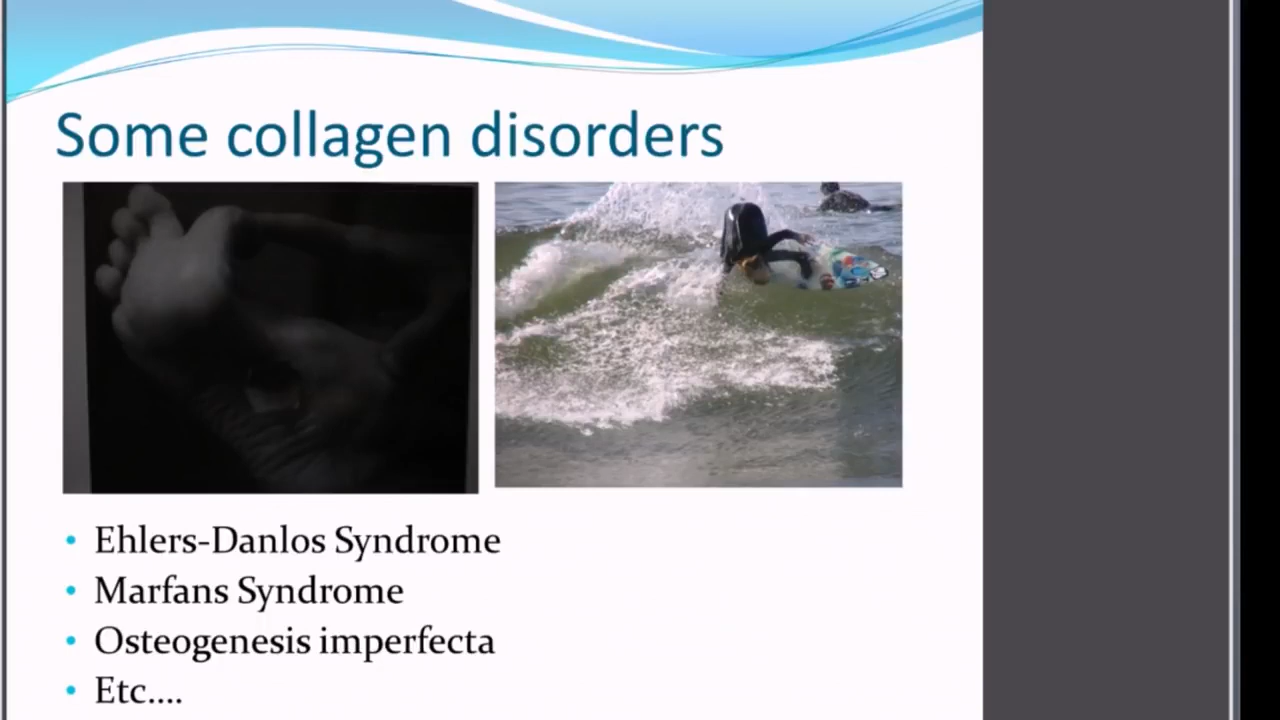 Some collagen disorders
Ehlers-Danlos Syndrome
Marfans Syndrome
Osteogenesis imperfecta
Etc....